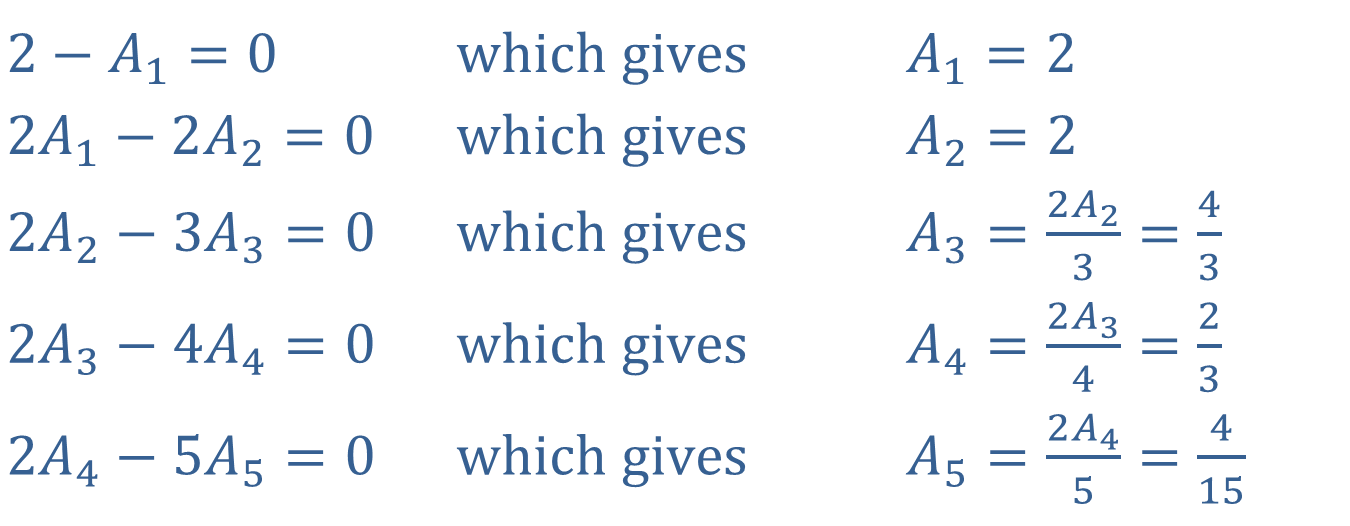 2 − A₁ = 0 which gives A₁ = 2
2A₁ − 2A₂ = 0 which gives A₂ = 2
2A₂ − 3A₃ = 0 which gives A₃ = 2A₂/3 = 4/3
2A₃ − 4A₄ = 0 which gives A₄ = 2A₃/4 = 2/3
2A₄ − 5A₅ = 0 which gives A₅ = 2A₄/5 = 4/15